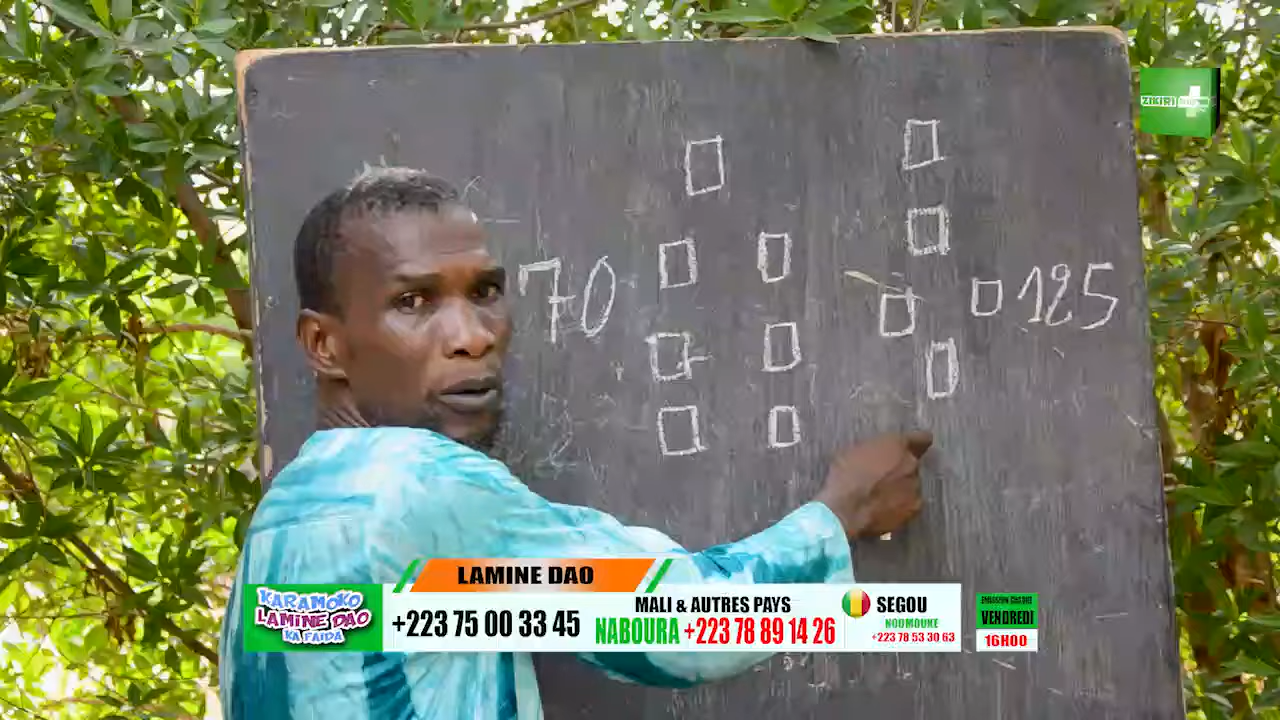 ZIKIRI
70
125
LAMINE DAO
KARAMOKO
LAMINE DAO
KA FAIDA
+223 75 00 33 45
MALI & AUTRES PAYS
NABOURA +223 78 89 14 26
SEGOU
NOOMOUKE
+223 78 53 30 63
VENDREDI
16H00